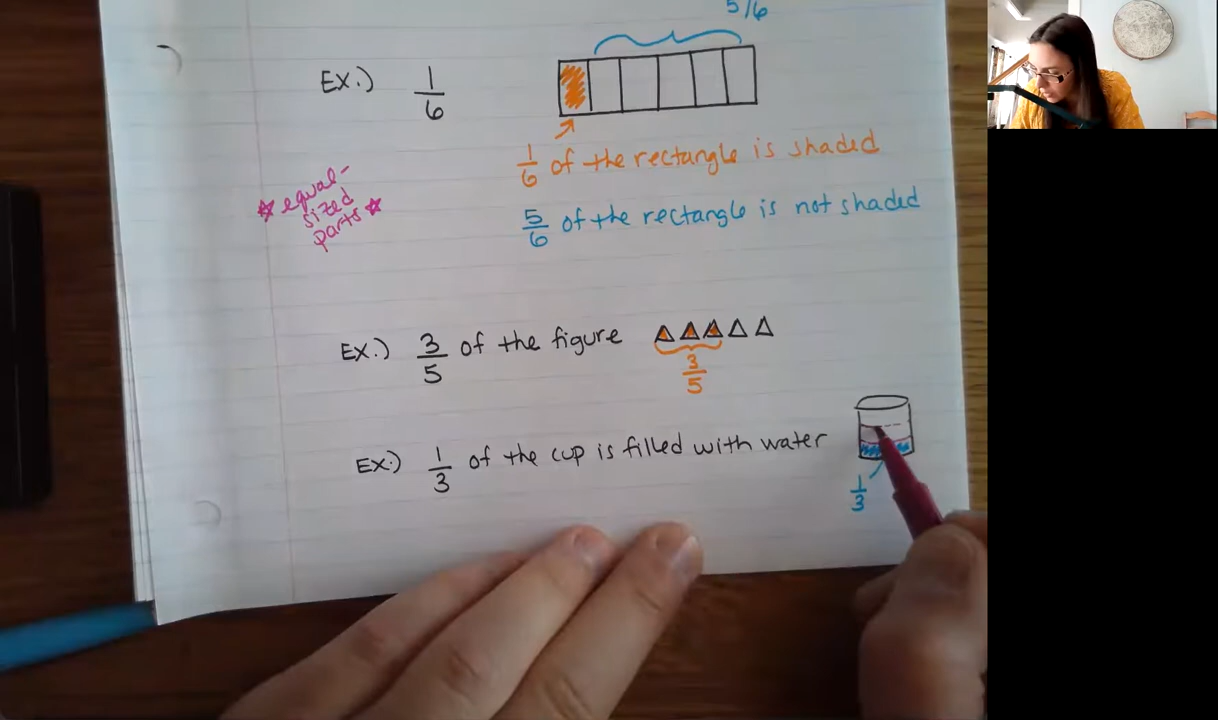 5/6
Ex.) 1/6
1/6 of the rectangle is shaded
☆ equal-
sized
parts ☆
5/6 of the rectangle is not shaded
Ex.) 3/5 of the figure
3/5
Ex.) 1/3 of the cup is filled with water
1/3